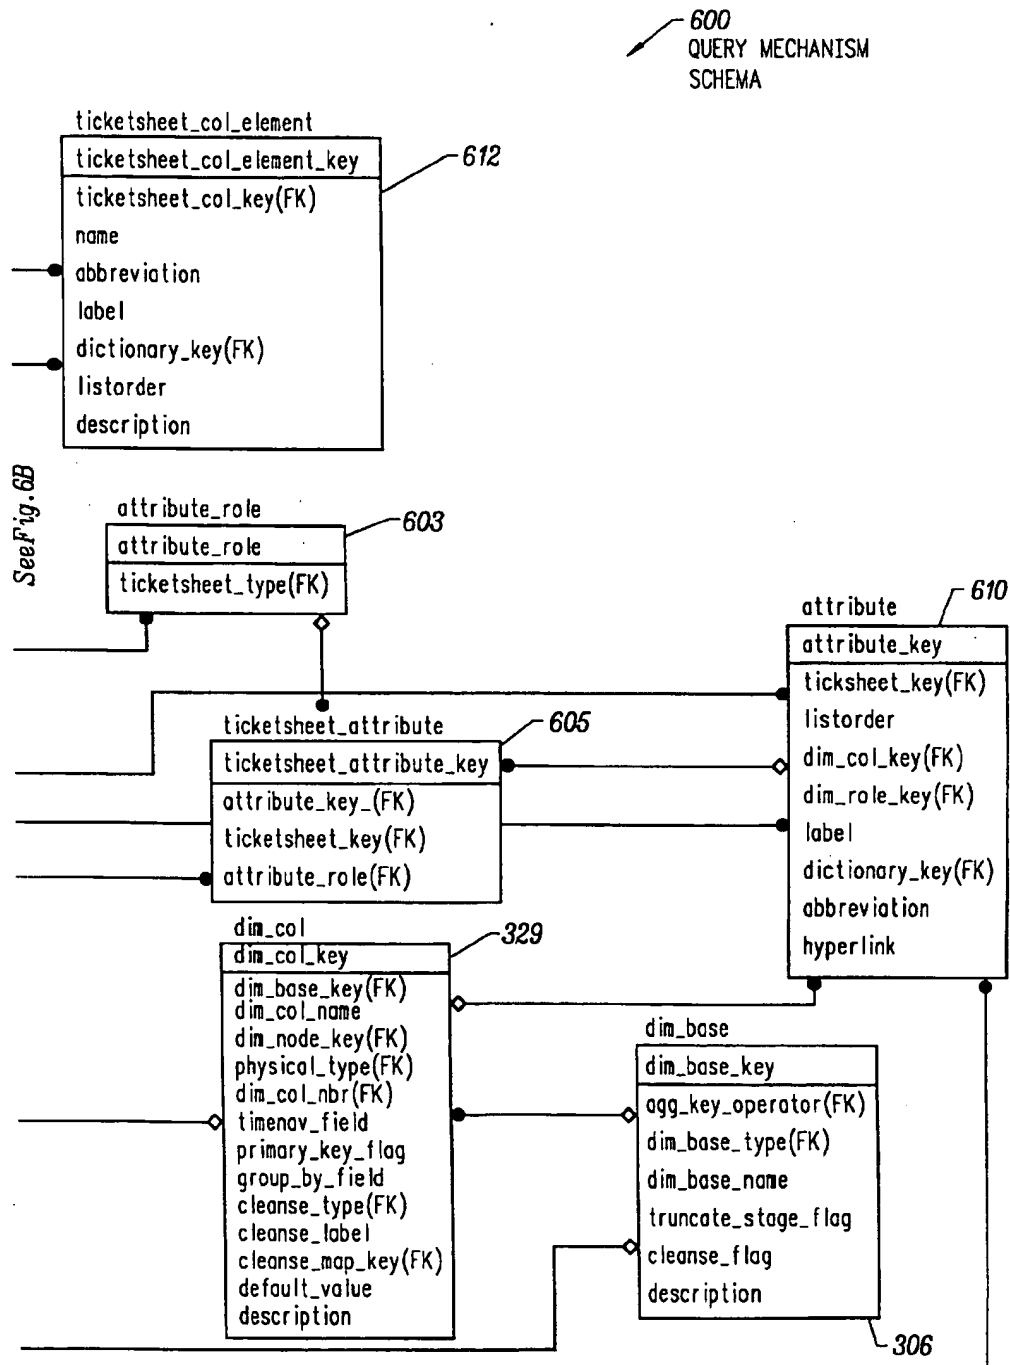 600
QUERY MECHANISM
SCHEMA
ticketsheet_col_element
ticketsheet_col_element_key
612
ticketsheet_col_key(FK)
name
abbreviation
label
dictionary_key(FK)
listorder
description
SeeFig.6B
attribute_role
603
attribute_role
ticketsheet_type(FK)
attribute
610
attribute_key
ticksheet_key(FK)
listorder
dim_col_key(FK)
dim_role_key(FK)
label
dictionary_key(FK)
abbreviation
hyperlink
ticketsheet_attribute
605
ticketsheet_attribute_key
attribute_key_(FK)
ticketsheet_key(FK)
attribute_role(FK)
dim_col
329
dim_col_key
dim_base_key(FK)
dim_col_name
dim_node_key(FK)
physical_type(FK)
dim_col_nbr(FK)
timenav_field
primary_key_flag
group_by_field
cleanse_type(FK)
cleanse_label
cleanse_map_key(FK)
default_value
description
dim_base
dim_base_key
agg_key_operator(FK)
dim_base_type(FK)
dim_base_name
truncate_stage_flag
cleanse_flag
description
306